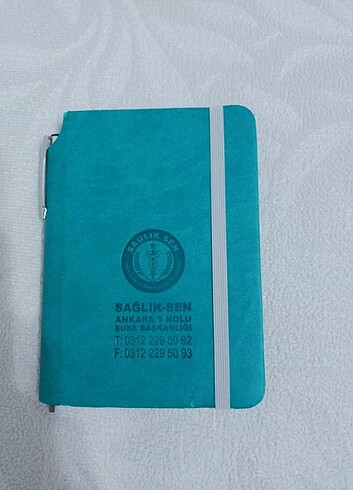 SAĞLIK-SEN
SAĞLIK-SEN
ANKARA 1 NOLU
ŞUBE BAŞKANLIĞI
T: 0312 229 50 92
F: 0312 229 50 93